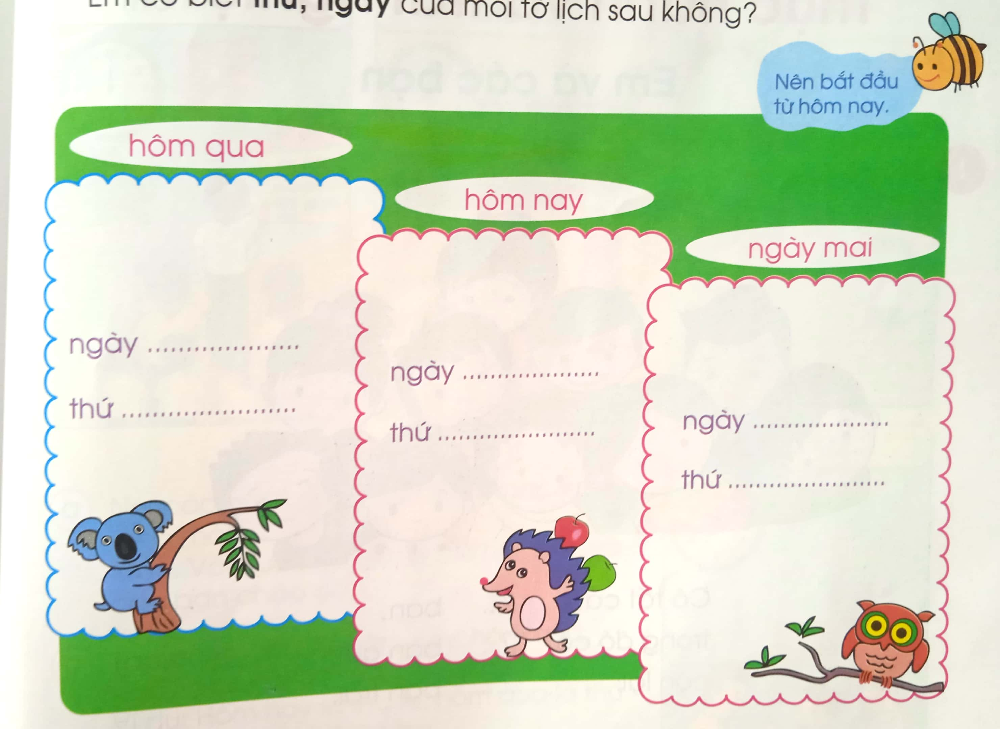 Em có biết thứ, ngày của mỗi tờ lịch sau không?
Nên bắt đầu
từ hôm nay.
hôm qua
ngày ....................
thứ ........................
hôm nay
ngày ....................
thứ ........................
ngày mai
ngày ....................
thứ ........................